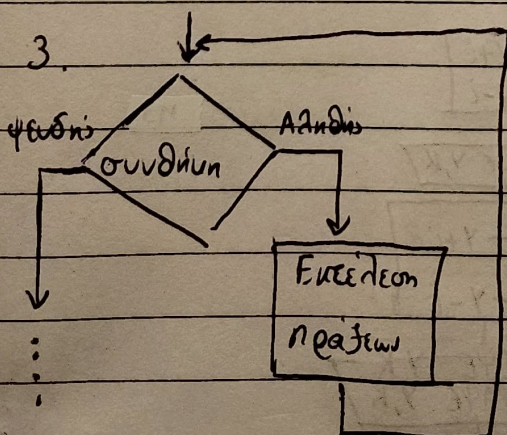 3.
ψευδής
Αληθής
συνθήκη
Εκτέλεση
πράξεων